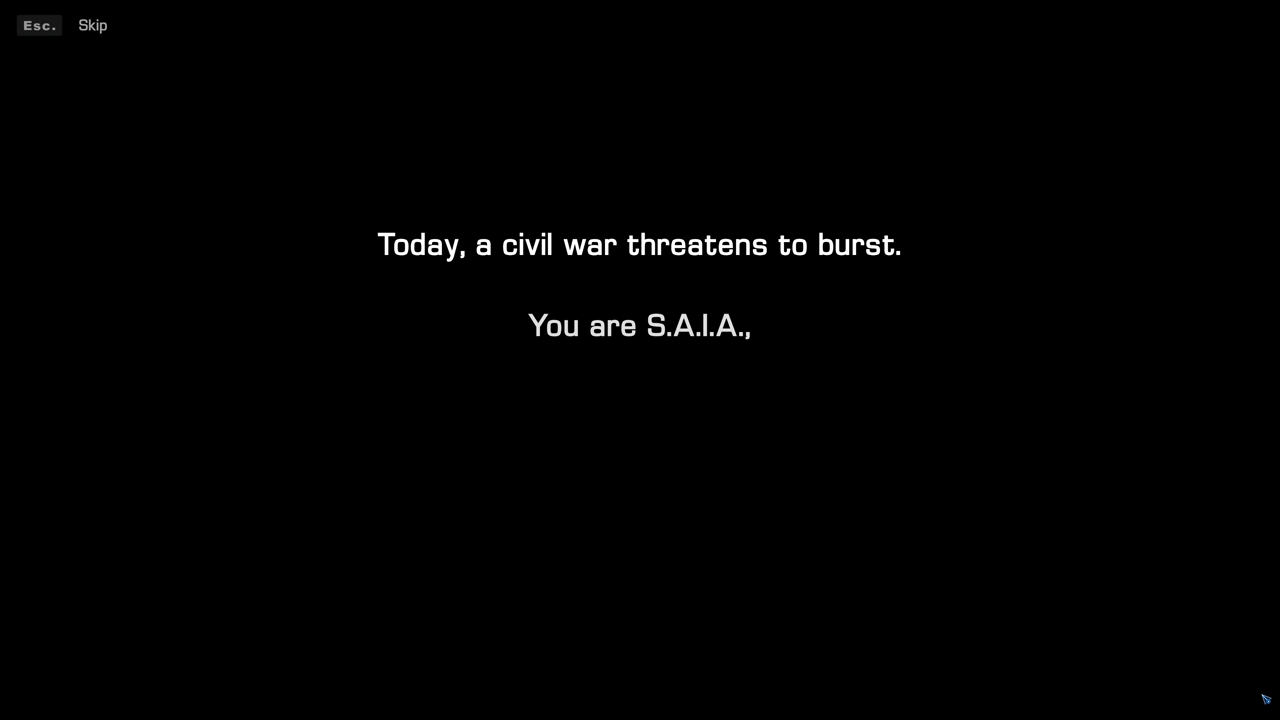 Esc. Skip
Today, a civil war threatens to burst.
You are S.A.I.A.,